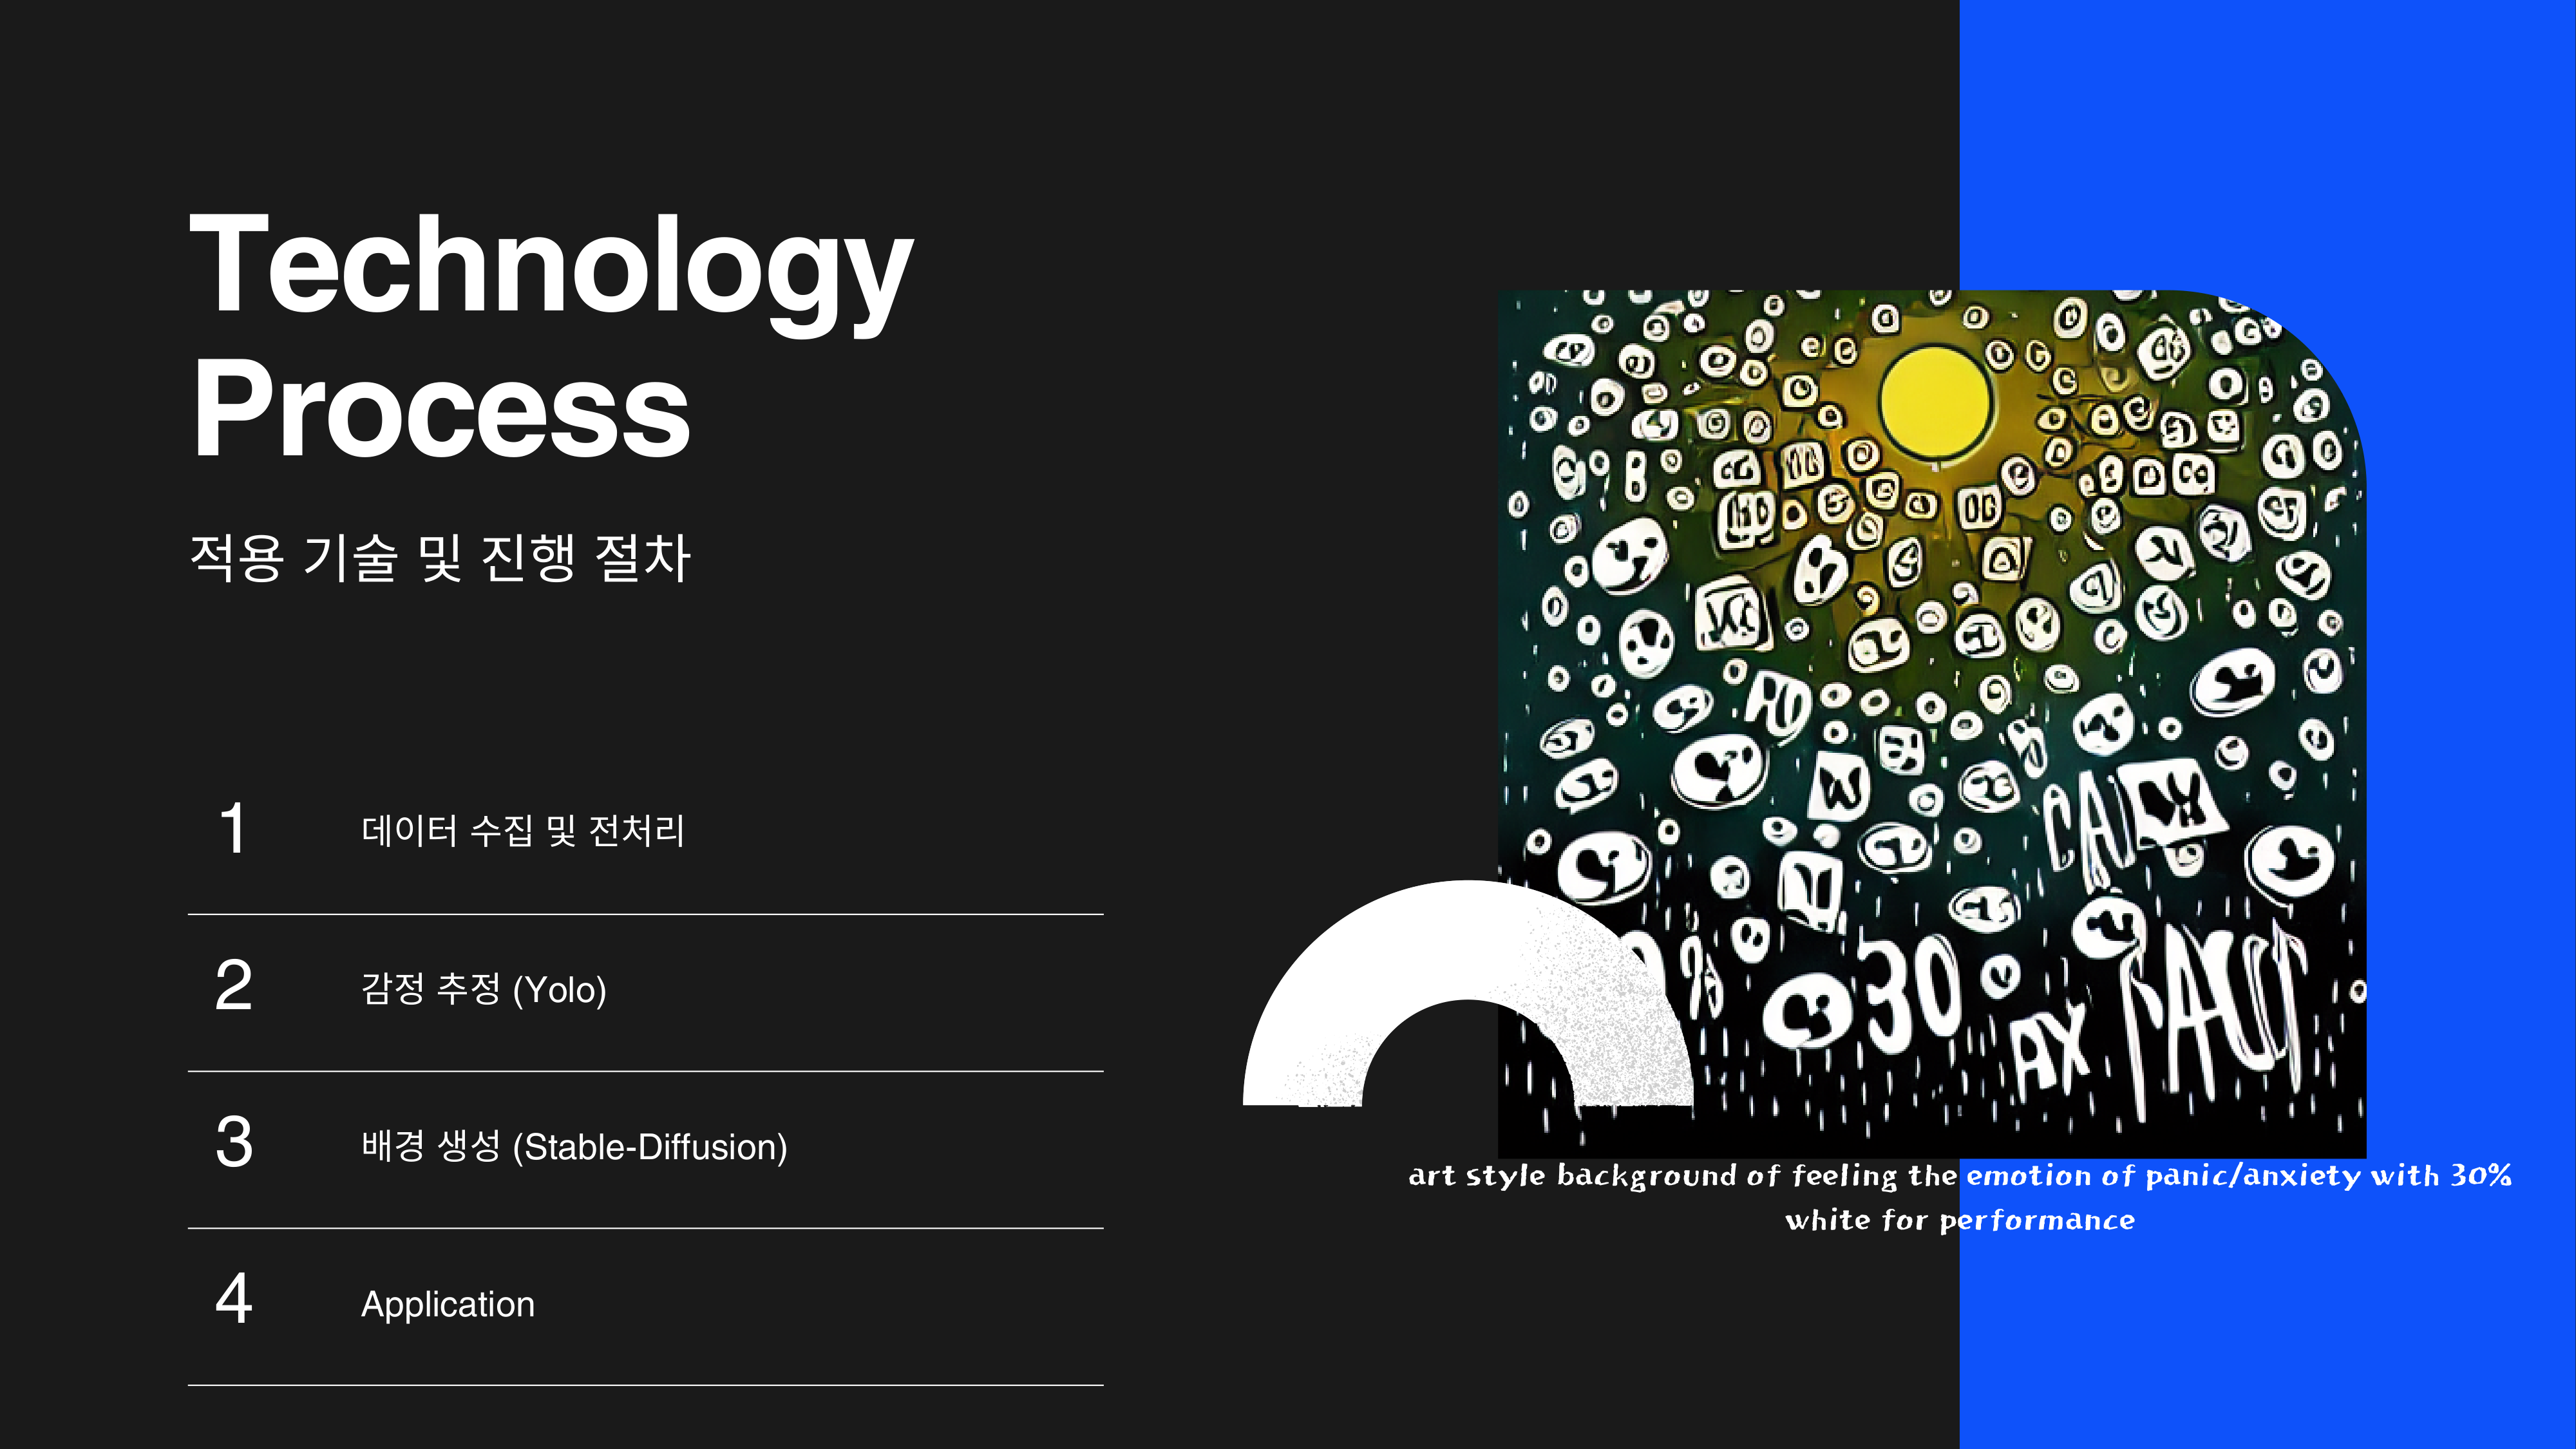 Technology
Process
적용 기술 및 진행 절차
1 데이터 수집 및 전처리
2 감정 추정 (Yolo)
3 배경 생성 (Stable-Diffusion)
4 Application
30
AX
art style background of feeling the emotion of panic/anxiety with 30%
white for performance